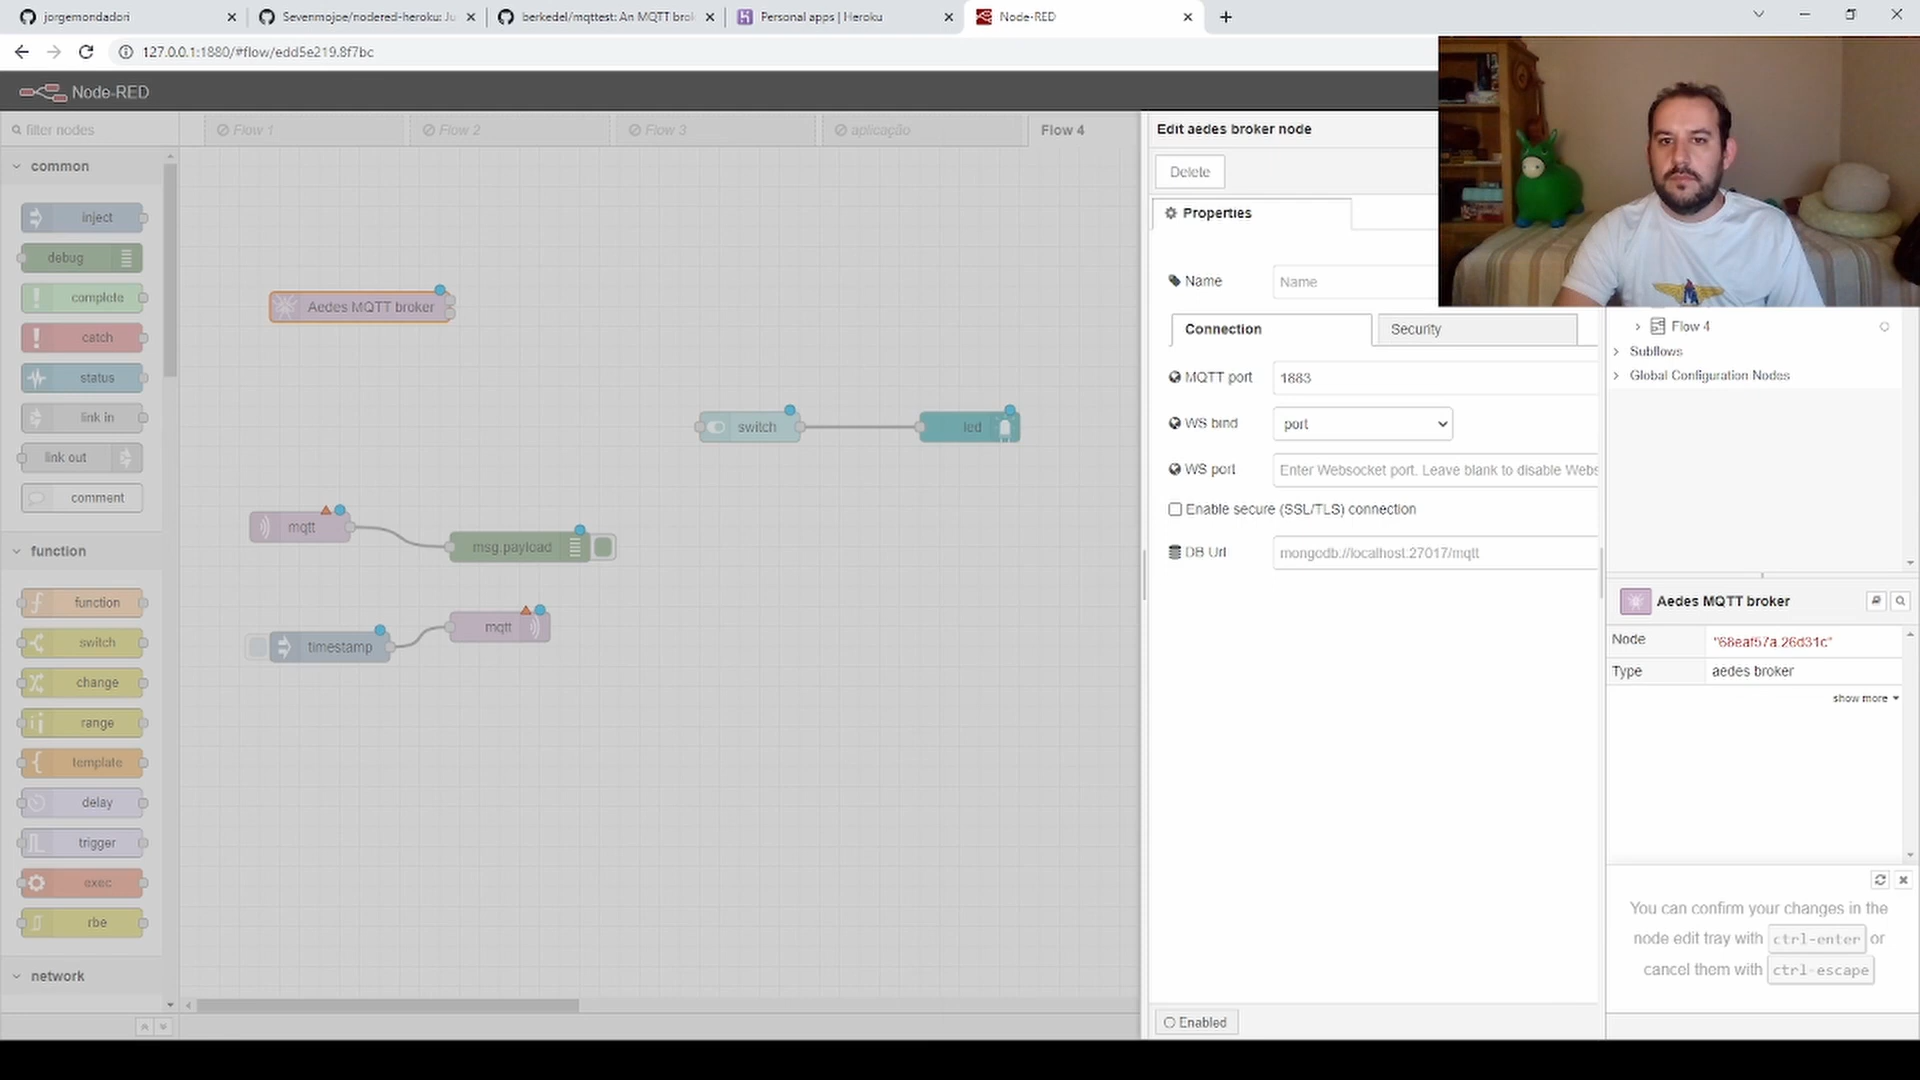 jorgemondadori
Sevenmojoe/nodered-heroku: Ju
berkedel/mqttest: An MQTT brok
Personal apps | Heroku
Node-RED
127.0.0.1:1880/#flow/edd5e219.8f7bc
Node-RED
filter nodes
Flow 1
Flow 2
Flow 3
aplicação
Flow 4
common
inject
debug
complete
catch
status
link in
link out
comment
function
function
switch
change
range
template
delay
trigger
exec
rbe
network
Aedes MQTT broker
switch
led
mqtt
msg.payload
timestamp
mqtt
Edit aedes broker node
Delete
Properties
Name
Name
Connection
Security
MQTT port
1883
WS bind
port
WS port
Enter Websocket port. Leave blank to disable Webs
Enable secure (SSL/TLS) connection
DB Url
mongodb://localhost:27017/mqtt
Enabled
Flow 4
Subflows
Global Configuration Nodes
Aedes MQTT broker
Node
"68eaf57a.26d31c"
Type
aedes broker
show more
You can confirm your changes in the
node edit tray with ctrl-enter or
cancel them with ctrl-escape